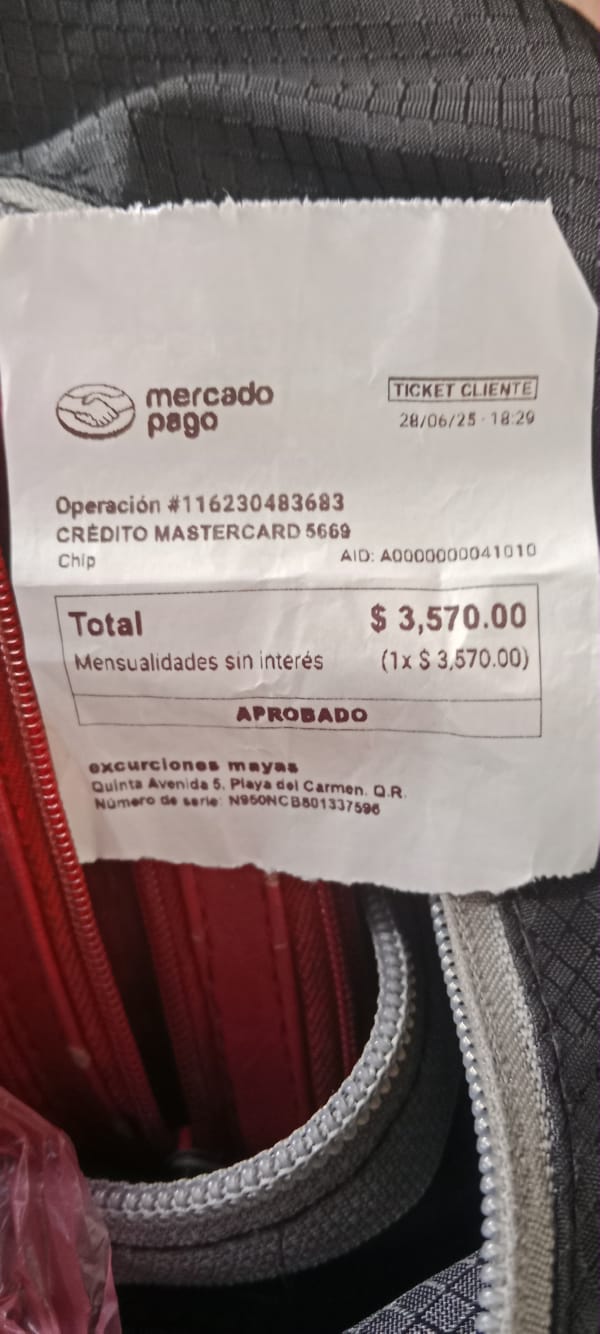 mercado
pago
TICKET CLIENTE
28/06/25 - 18:29
Operación #116230483683
CRÉDITO MASTERCARD 5669
Chip
AID: A0000000041010
Total $ 3,570.00
Mensualidades sin interés (1x $ 3,570.00)
APROBADO
excurciones mayas
Quinta Avenida 5, Playa del Carmen, Q.R.
Número de serie: N950NCB801337596